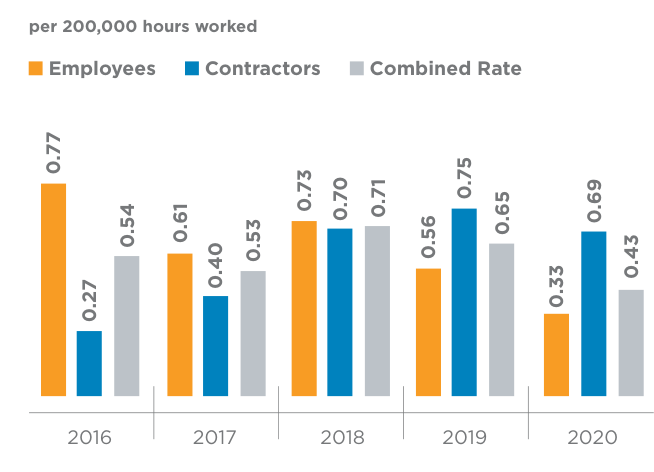 per 200,000 hours worked
Employees Contractors Combined Rate
0.77 0.27 0.54 0.61 0.40 0.53 0.73 0.70 0.71 0.56 0.75 0.65 0.33 0.69 0.43
2016 2017 2018 2019 2020